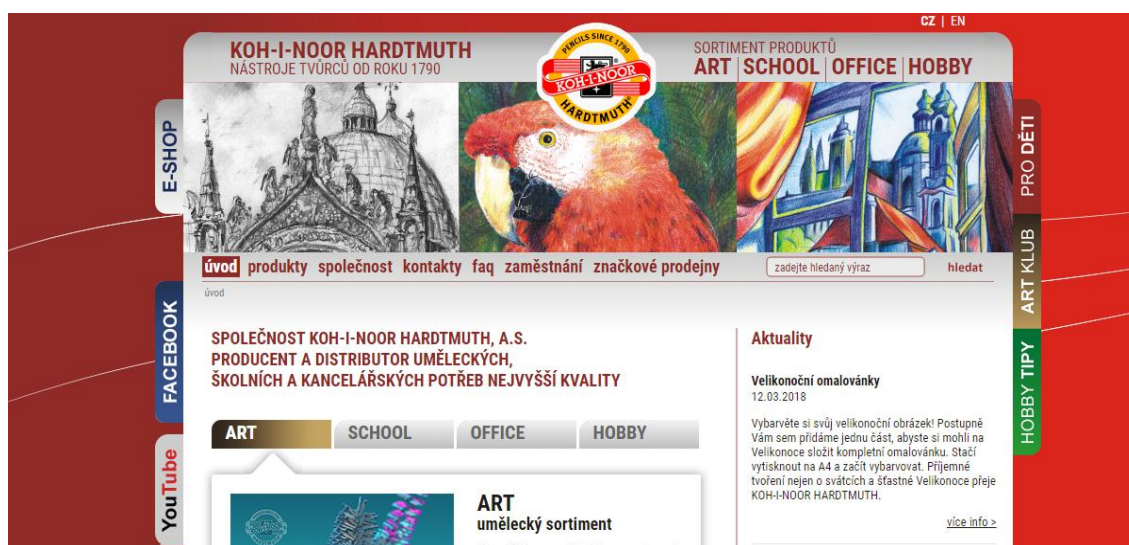 CZ | EN
KOH-I-NOOR HARDTMUTH
NÁSTROJE TVŮRCŮ OD ROKU 1790
PENCILS SINCE 1790
KOH-I-NOOR
HARDTMUTH
SORTIMENT PRODUKTŮ
ART | SCHOOL | OFFICE | HOBBY
E-SHOP
FACEBOOK
YouTube
PRO DĚTI
ART KLUB
HOBBY TIPY
úvod produkty společnost kontakty faq zaměstnání značkové prodejny
zadejte hledaný výraz
hledat
úvod
SPOLEČNOST KOH-I-NOOR HARDTMUTH, A.S.
PRODUCENT A DISTRIBUTOR UMĚLECKÝCH,
ŠKOLNÍCH A KANCELÁŘSKÝCH POTŘEB NEJVYŠŠÍ KVALITY
ART
SCHOOL
OFFICE
HOBBY
ART
umělecký sortiment
Aktuality
Velikonoční omalovánky
12.03.2018
Vybarvěte si svůj velikonoční obrázek! Postupně
Vám sem přidáme jednu část, abyste si mohli na
Velikonoce složit kompletní omalovánku. Stačí
vytisknout na A4 a začít vybarvovat. Příjemné
tvoření nejen o svátcích a šťastné Velikonoce přeje
KOH-I-NOOR HARDTMUTH.
více info >